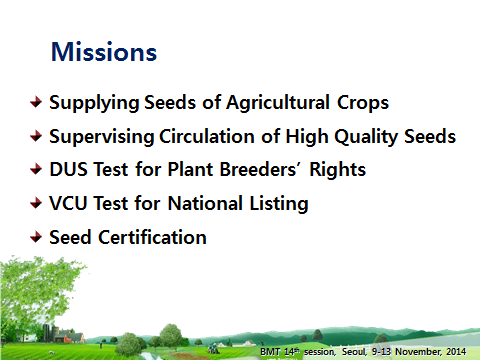 Missions
Supplying Seeds of Agricultural Crops
Supervising Circulation of High Quality Seeds
DUS Test for Plant Breeders’ Rights
VCU Test for National Listing
Seed Certification
BMT 14th session, Seoul, 9-13 November, 2014